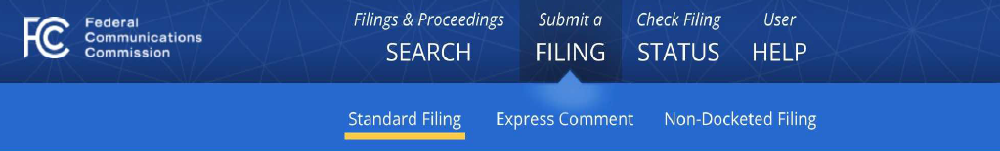 FCC
Federal
Communications
Commission
Filings & Proceedings
SEARCH
Submit a
FILING
Check Filing
STATUS
User
HELP
Standard Filing
Express Comment
Non-Docketed Filing